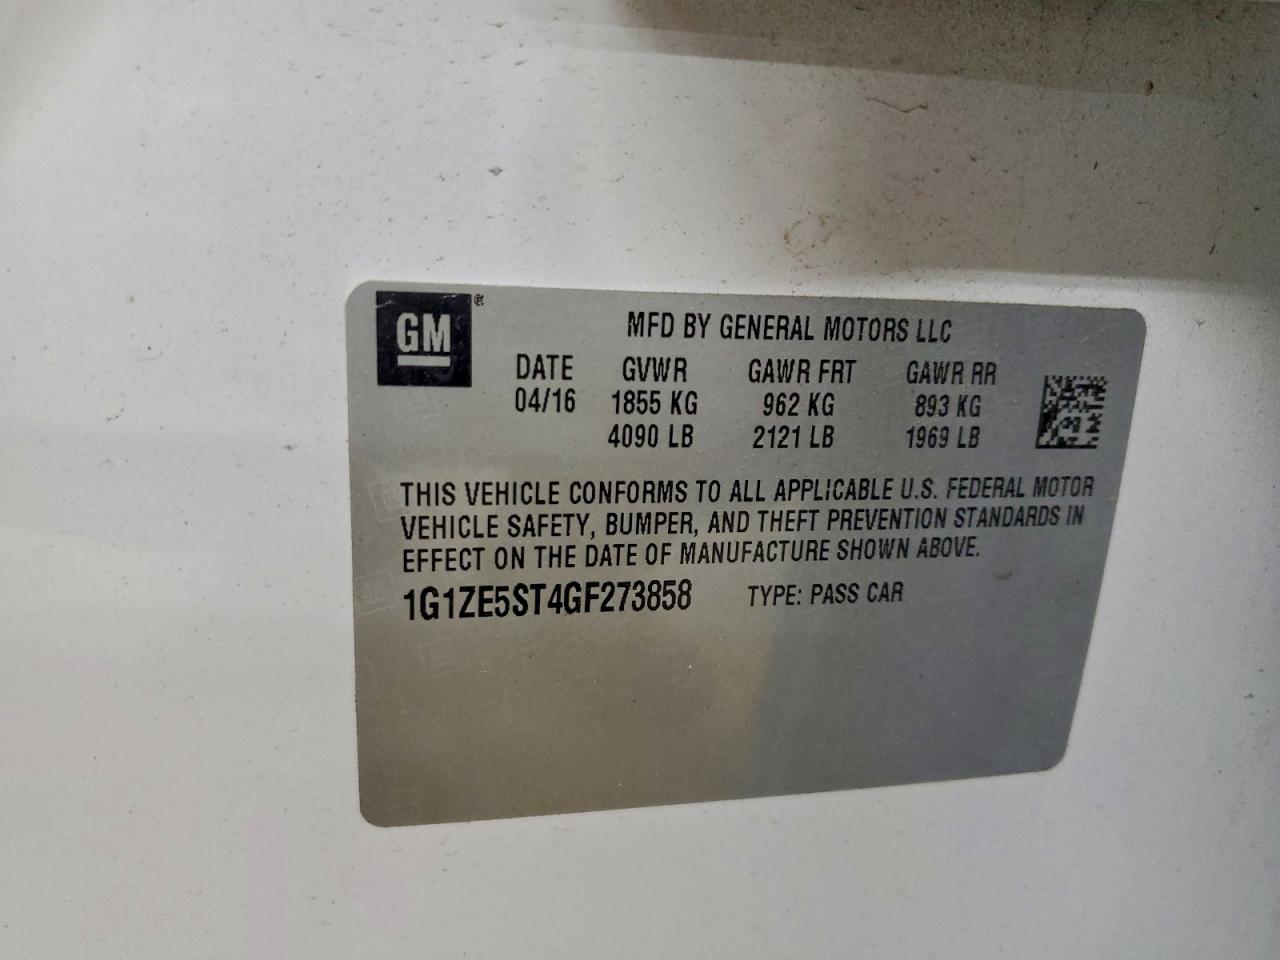 GM
MFD BY GENERAL MOTORS LLC
DATE GVWR GAWR FRT GAWR RR
04/16 1855 KG 962 KG 893 KG
4090 LB 2121 LB 1969 LB
THIS VEHICLE CONFORMS TO ALL APPLICABLE U.S. FEDERAL MOTOR
VEHICLE SAFETY, BUMPER, AND THEFT PREVENTION STANDARDS IN
EFFECT ON THE DATE OF MANUFACTURE SHOWN ABOVE.
1G1ZE5ST4GF273858 TYPE: PASS CAR